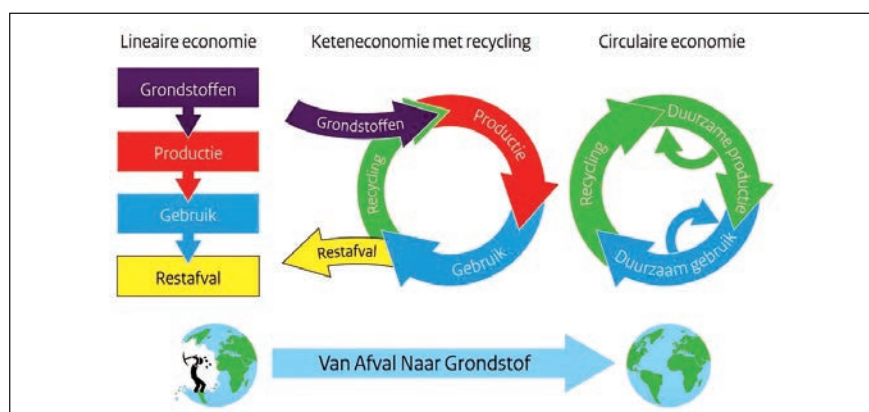 Lineaire economie
Grondstoffen
Productie
Gebruik
Restafval
Keteneconomie met recycling
Grondstoffen
Productie
Gebruik
Recycling
Restafval
Circulaire economie
Duurzame productie
Duurzaam gebruik
Recycling
Van Afval Naar Grondstof